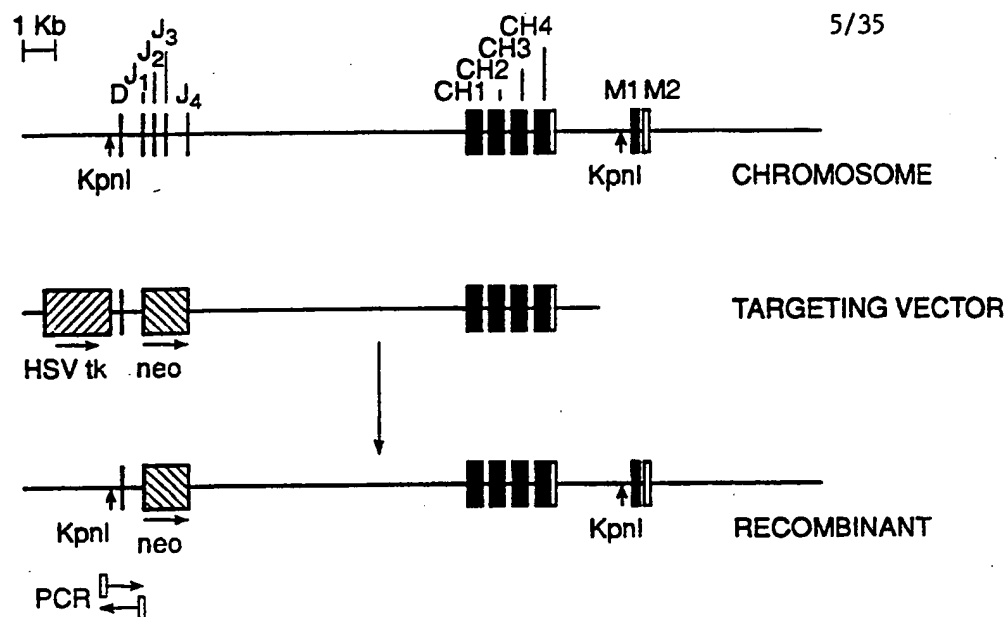 1 Kb
5/35
D J₁ J₂ J₃ J₄
CH1 CH2 CH3 CH4
M1 M2
KpnI
KpnI
CHROMOSOME
TARGETING VECTOR
HSV tk
neo
KpnI
neo
KpnI
RECOMBINANT
PCR